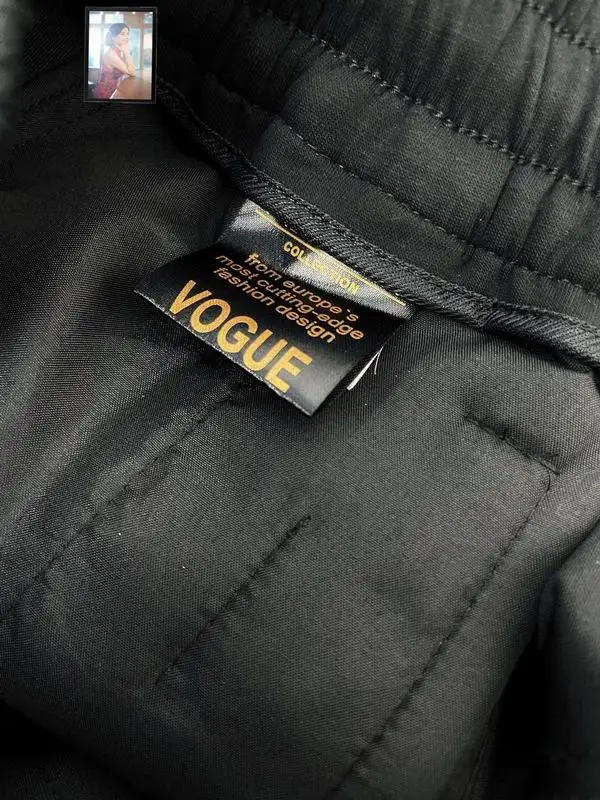 COLLECTION
from europe's
most cutting-edge
fashion design
VOGUE